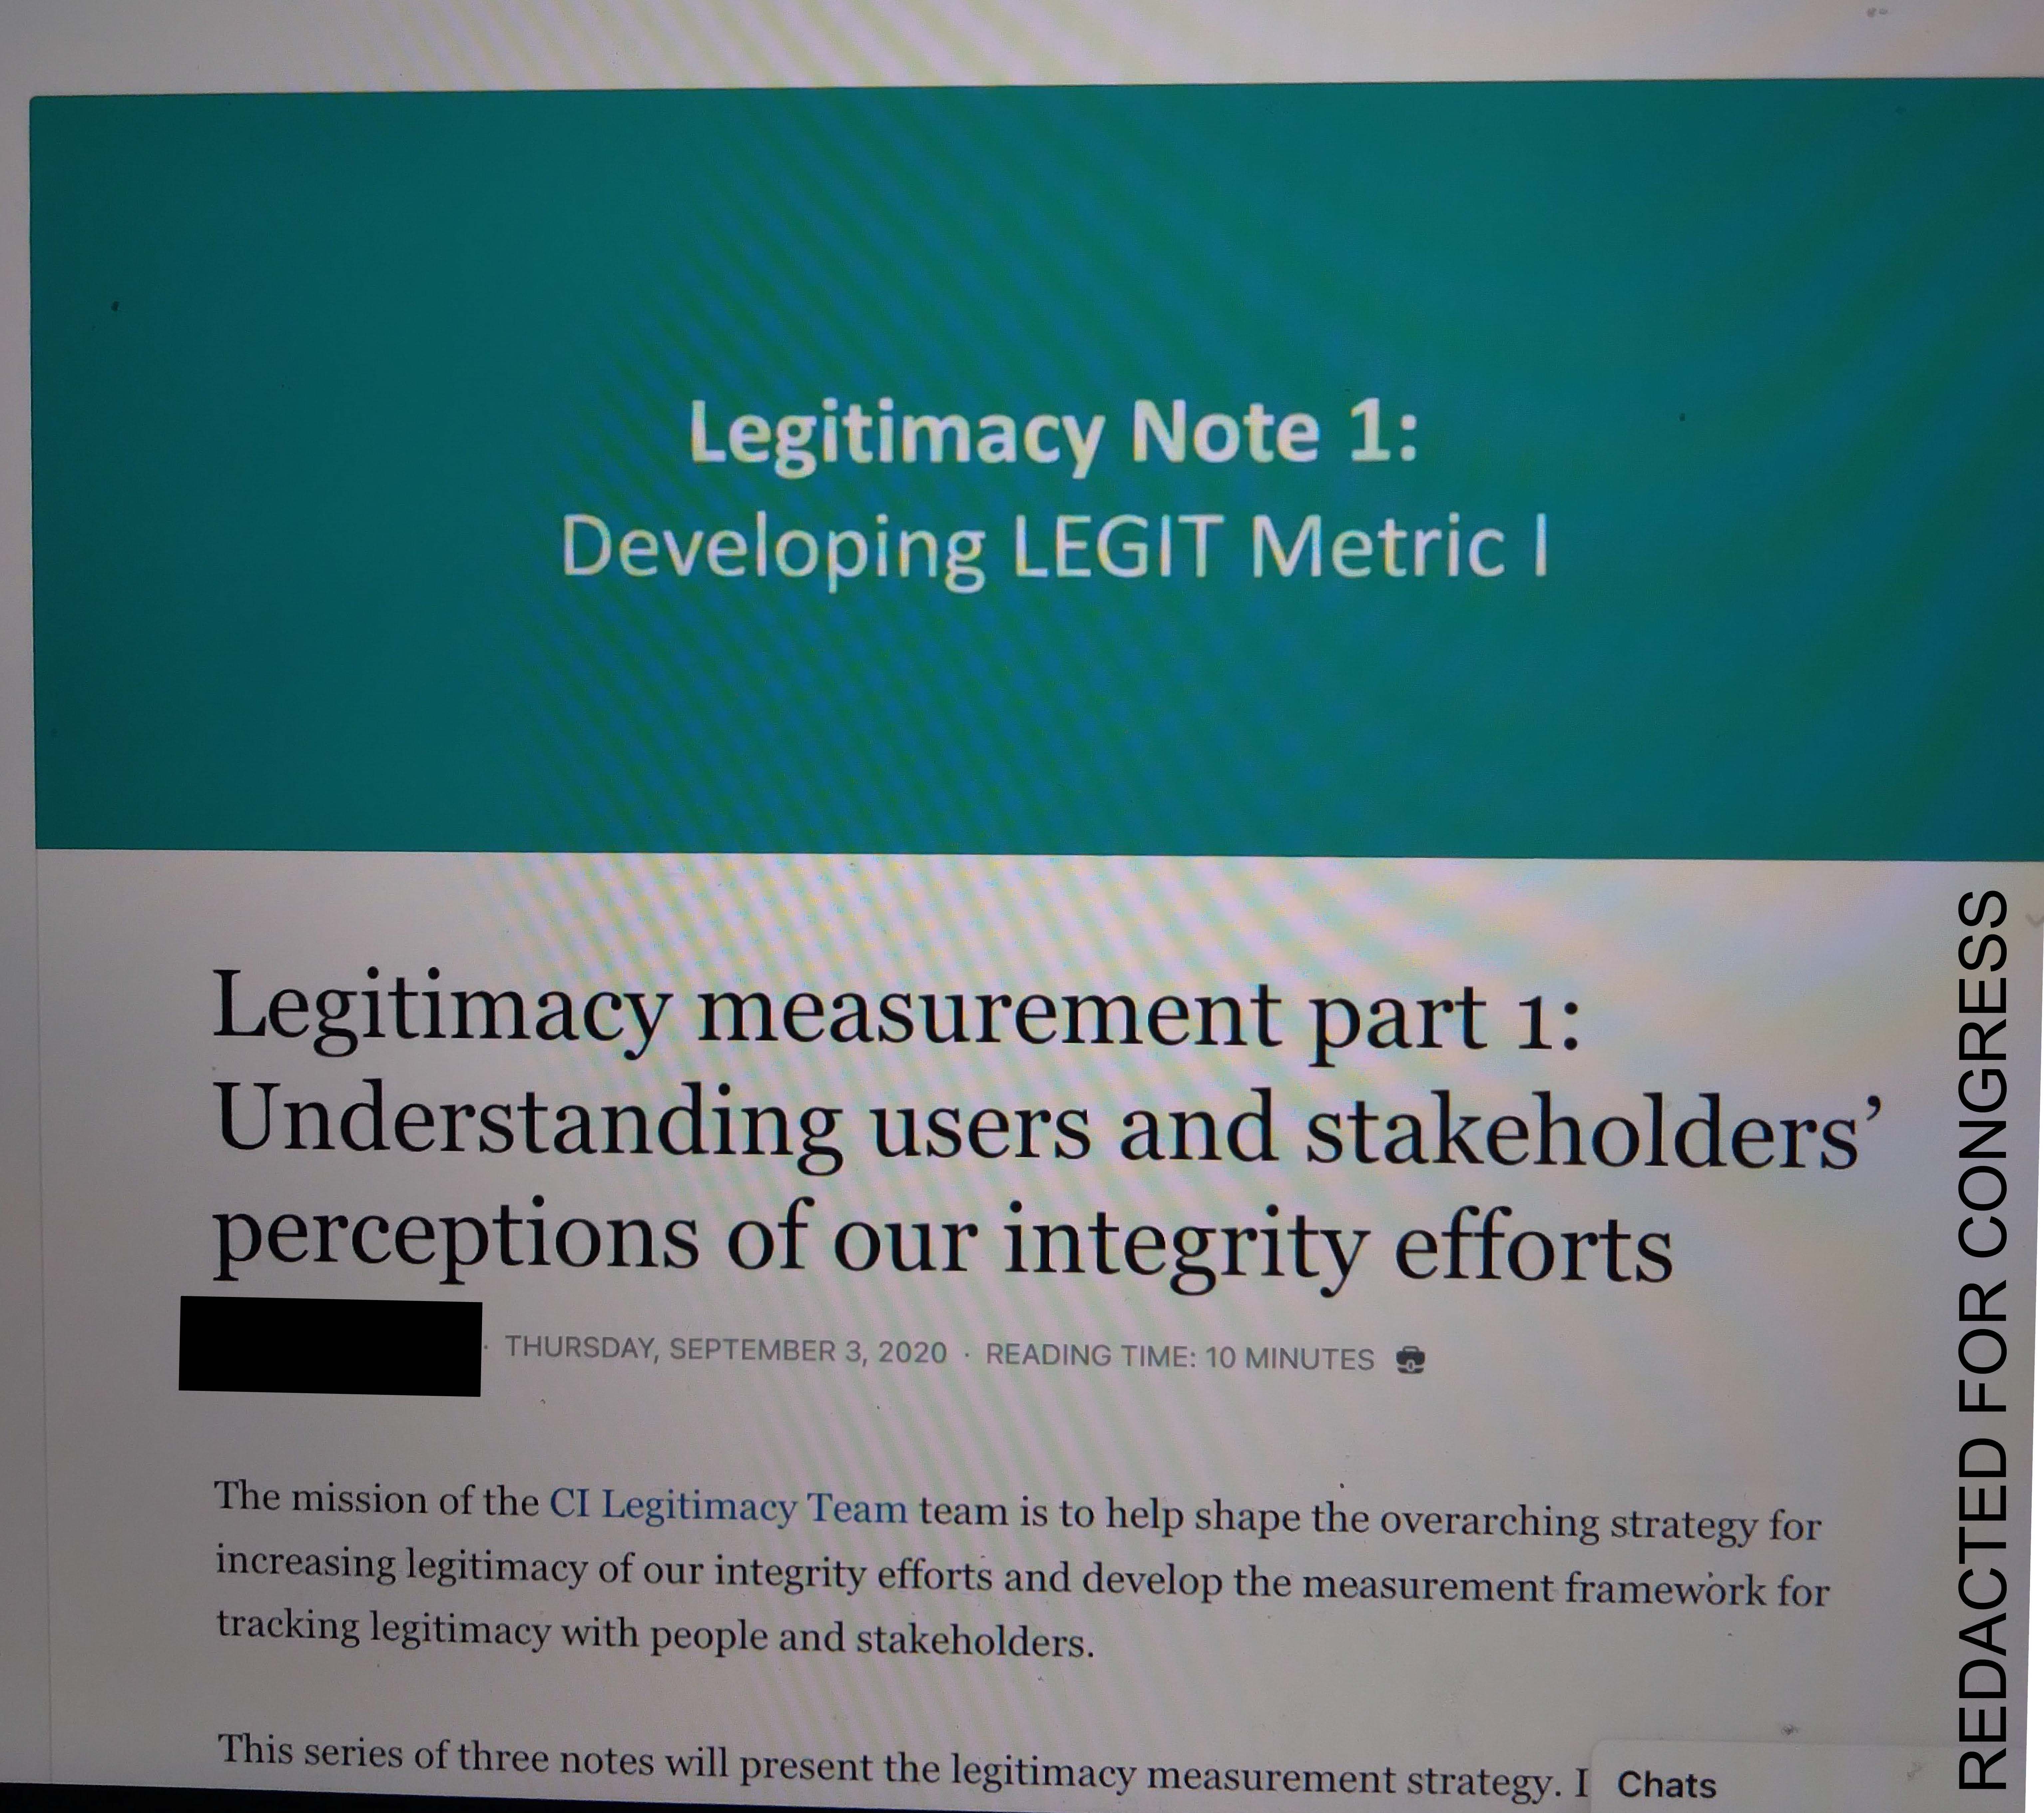 Legitimacy Note 1:
Developing LEGIT Metric I
Legitimacy measurement part 1:
Understanding users and stakeholders’
perceptions of our integrity efforts
· THURSDAY, SEPTEMBER 3, 2020 · READING TIME: 10 MINUTES
The mission of the CI Legitimacy Team team is to help shape the overarching strategy for
increasing legitimacy of our integrity efforts and develop the measurement framework for
tracking legitimacy with people and stakeholders.
This series of three notes will present the legitimacy measurement strategy. I
Chats
REDACTED FOR CONGRESS